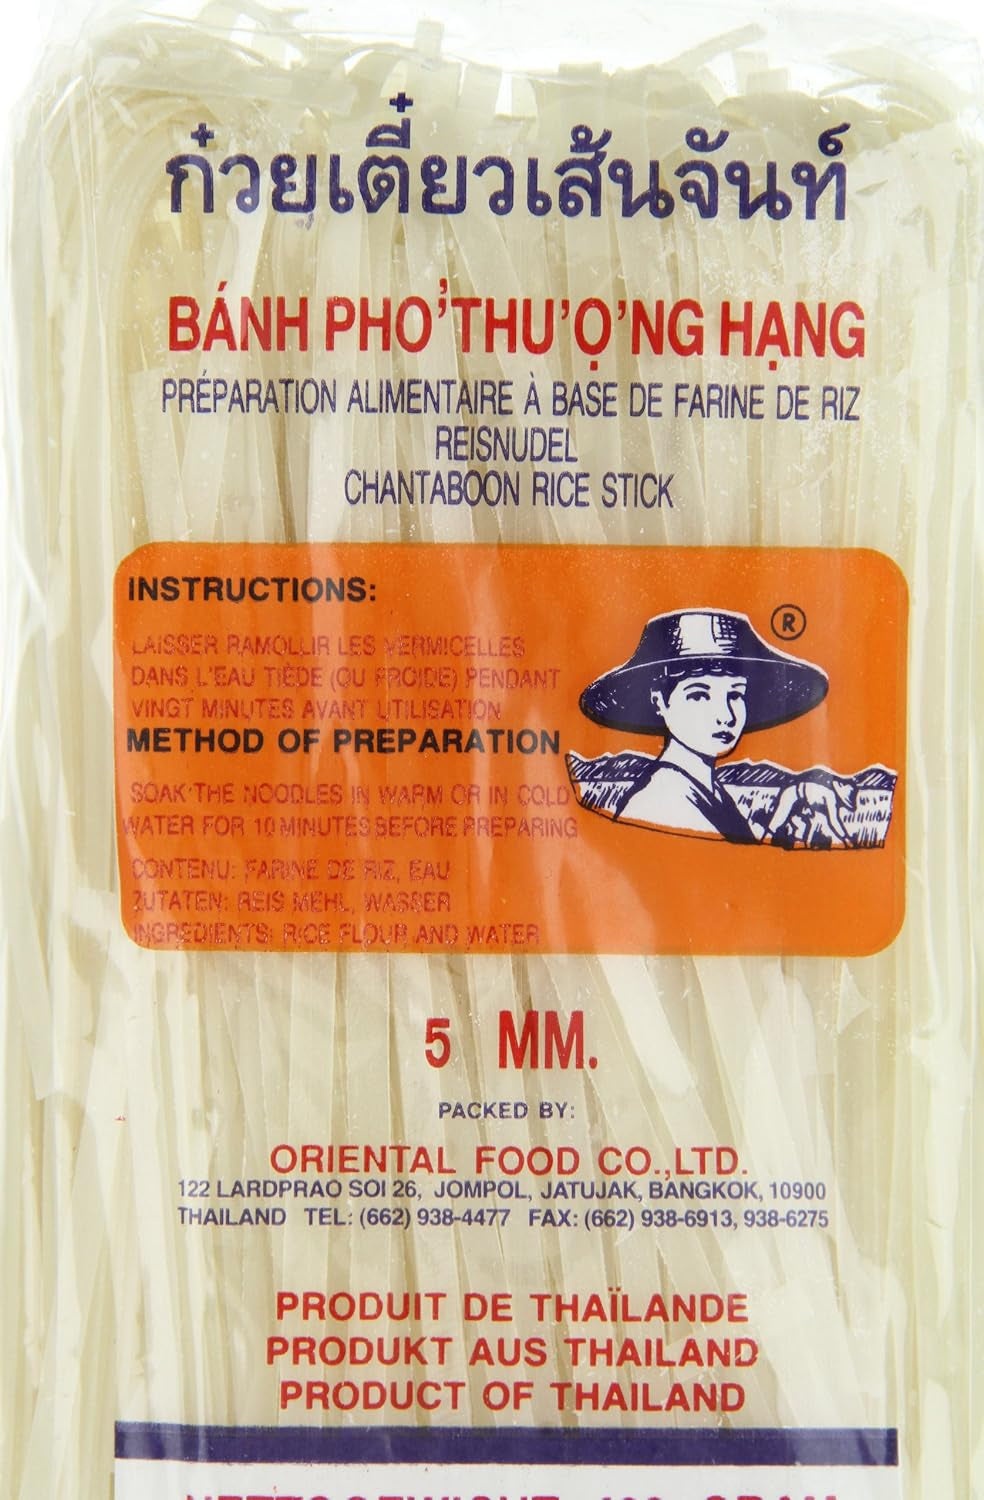 ก๋วยเตี๋ยวเส้นจันท์
BÁNH PHO'̉ THU'Ọ'NG HẠNG
PRÉPARATION ALIMENTAIRE À BASE DE FARINE DE RIZ
REISNUDEL
CHANTABOON RICE STICK
INSTRUCTIONS:
LAISSER RAMOLLIR LES VERMICELLES
DANS L'EAU TIÈDE (OU FROIDE) PENDANT
VINGT MINUTES AVANT UTILISATION
METHOD OF PREPARATION
SOAK THE NOODLES IN WARM OR IN COLD
WATER FOR 10 MINUTES BEFORE PREPARING
CONTENU: FARINE DE RIZ, EAU
ZUTATEN: REIS MEHL, WASSER
INGREDIENTS: RICE FLOUR AND WATER
®
5 MM.
PACKED BY:
ORIENTAL FOOD CO.,LTD.
122 LARDPRAO SOI 26, JOMPOL, JATUJAK, BANGKOK, 10900
THAILAND TEL: (662) 938-4477 FAX: (662) 938-6913, 938-6275
PRODUIT DE THAÏLANDE
PRODUKT AUS THAILAND
PRODUCT OF THAILAND